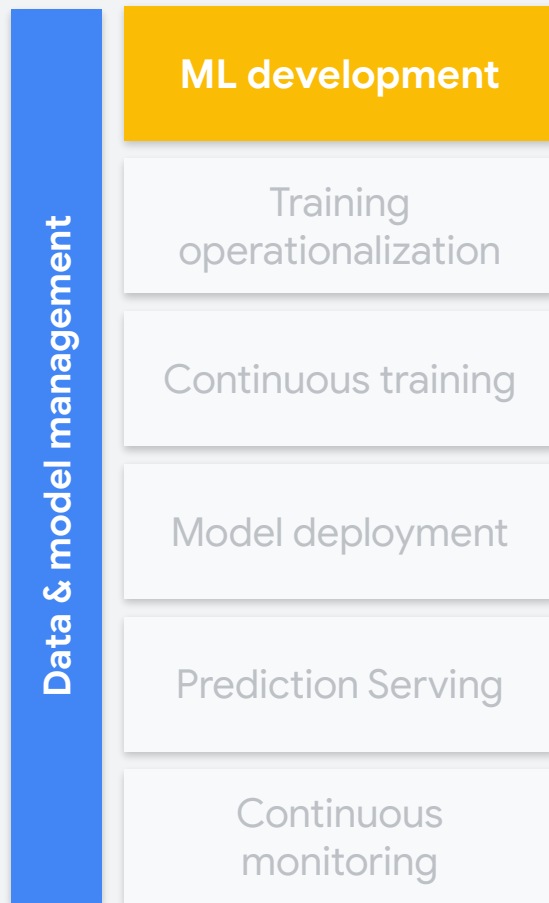 Data & model management
ML development
Training
operationalization
Continuous training
Model deployment
Prediction Serving
Continuous
monitoring